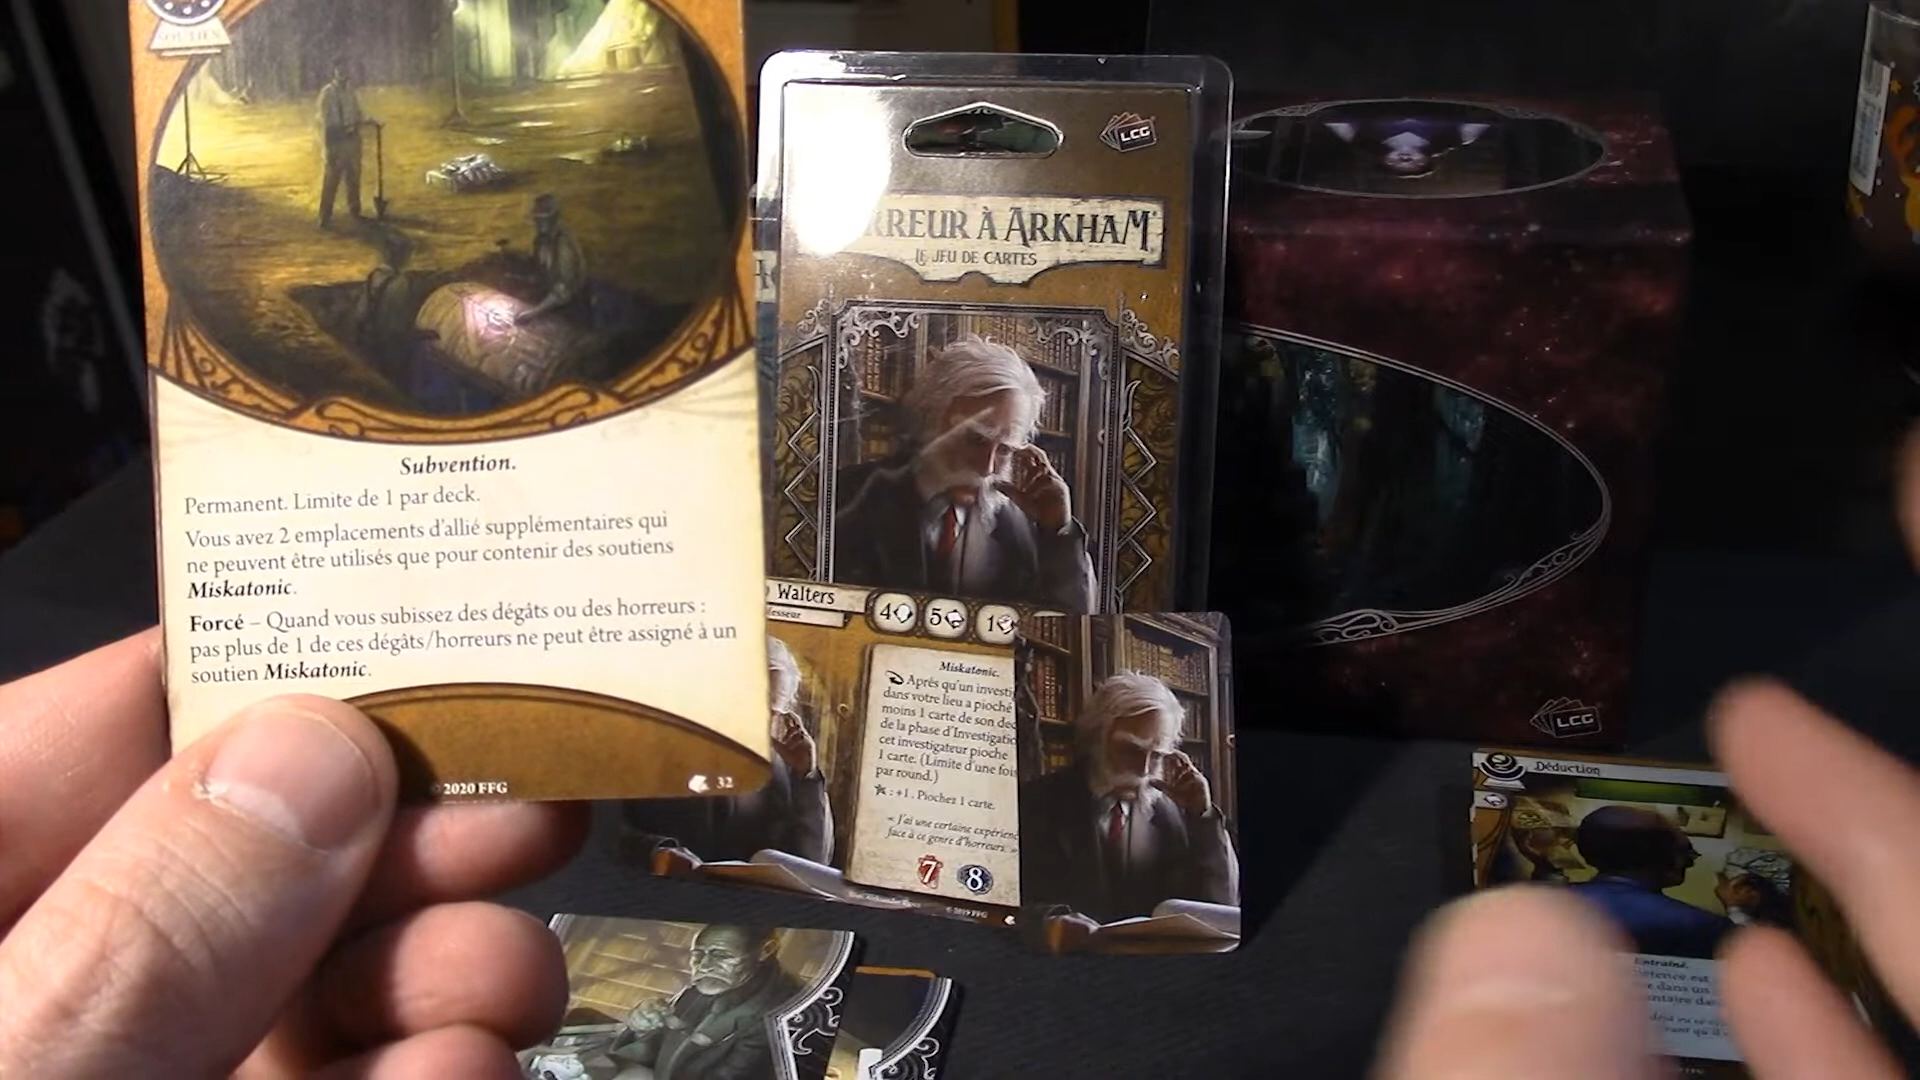 SOUTIEN
Subvention.
Permanent. Limite de 1 par deck.
Vous avez 2 emplacements d'allié supplémentaires qui
ne peuvent être utilisés que pour contenir des soutiens
Miskatonic.
Forcé – Quand vous subissez des dégâts ou des horreurs :
pas plus de 1 de ces dégâts/horreurs ne peut être assigné à un
soutien Miskatonic.
© 2020 FFG
32
LCG
RREUR À ARKHAM
LE JEU DE CARTES
Walters
4 5 1
Miskatonic.
Après qu'un investi
dans votre lieu a pioché
moins 1 carte de son dec
de la phase d'Investigatio
cet investigateur pioche
1 carte. (Limite d'une fois
par round.)
: +1. Piochez 1 carte.
« J'ai une certaine expérienc
face à ce genre d'horreurs. »
7 8
© 2019 FFG
LCG
2
Déduction
Entraîné.